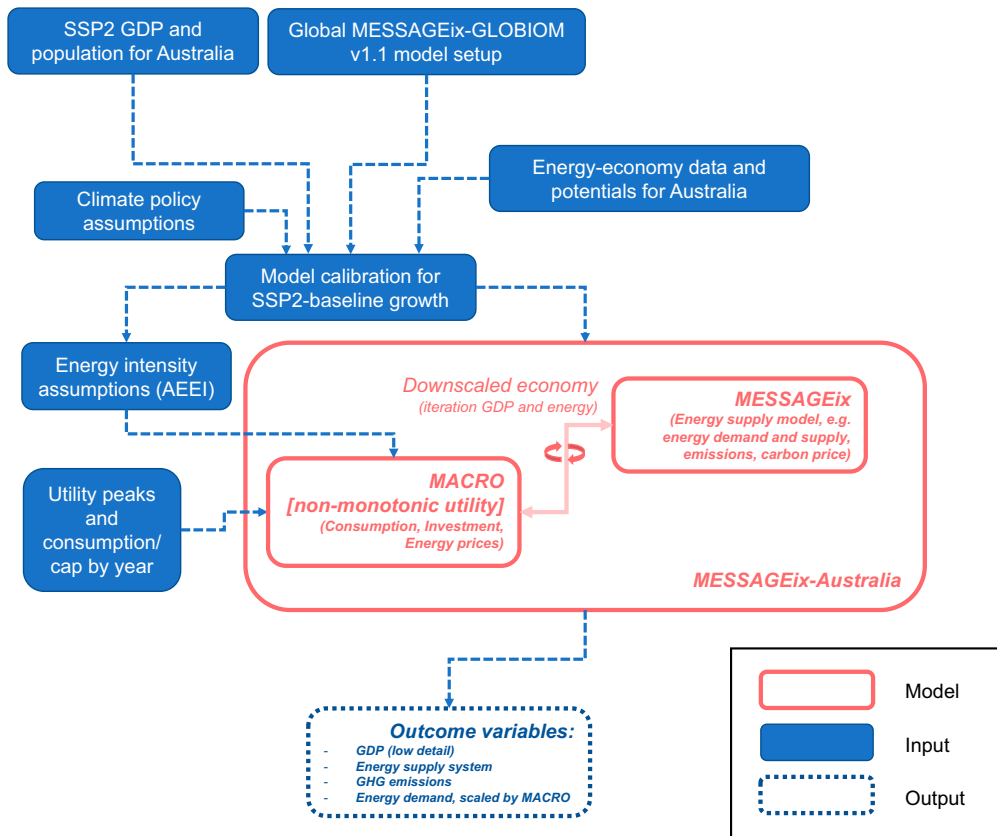 SSP2 GDP and
population for Australia
Global MESSAGEix-GLOBIOM
v1.1 model setup
Energy-economy data and
potentials for Australia
Climate policy
assumptions
Model calibration for
SSP2-baseline growth
Energy intensity
assumptions (AEEI)
Downscaled economy
(iteration GDP and energy)
MESSAGEix
(Energy supply model, e.g.
energy demand and supply,
emissions, carbon price)
MACRO
[non-monotonic utility]
(Consumption, Investment,
Energy prices)
Utility peaks
and
consumption/
cap by year
MESSAGEix-Australia
Outcome variables:
- GDP (low detail)
- Energy supply system
- GHG emissions
- Energy demand, scaled by MACRO
Model
Input
Output